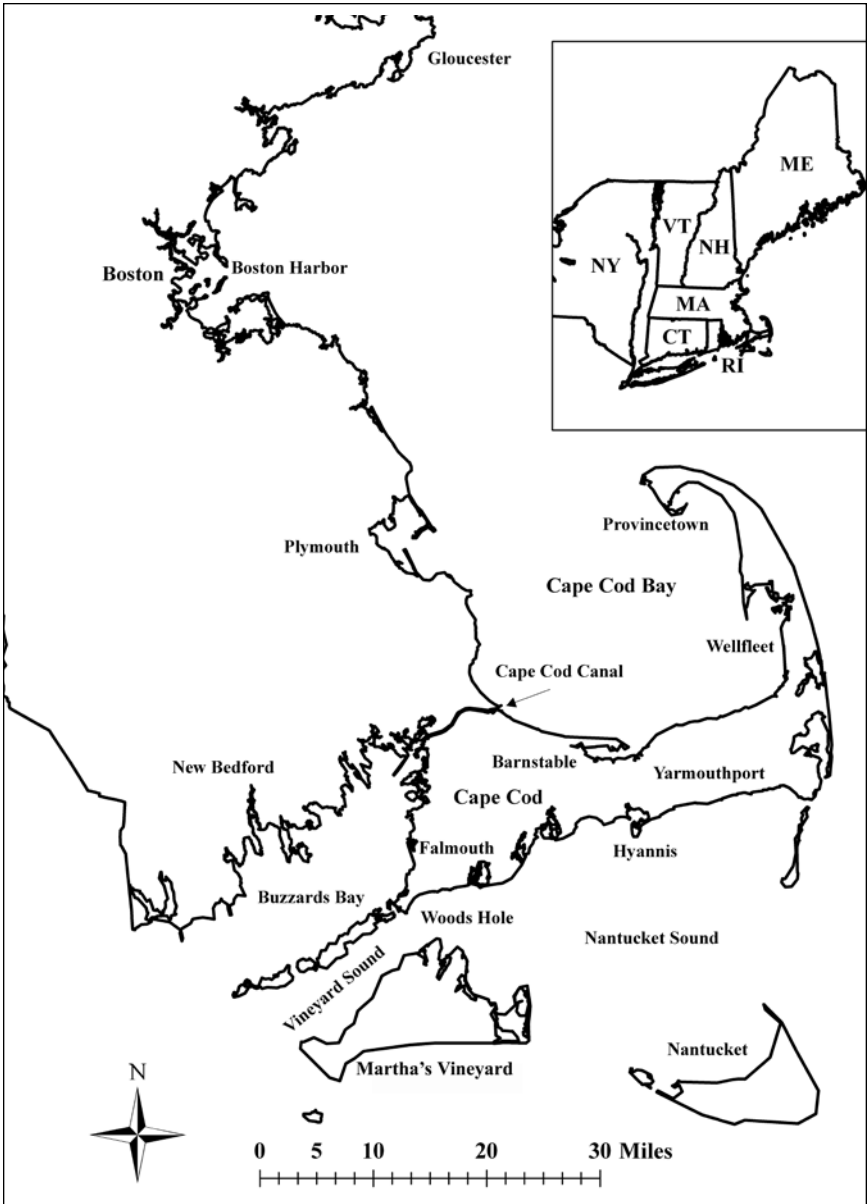 Gloucester
ME
VT
NH
NY
Boston
Boston Harbor
MA
CT
RI
Provincetown
Plymouth
Cape Cod Bay
Wellfleet
Cape Cod Canal
New Bedford
Barnstable
Yarmouthport
Cape Cod
Falmouth
Hyannis
Buzzards Bay
Woods Hole
Nantucket Sound
Vineyard Sound
Nantucket
Martha's Vineyard
N
0 5 10 20 30 Miles